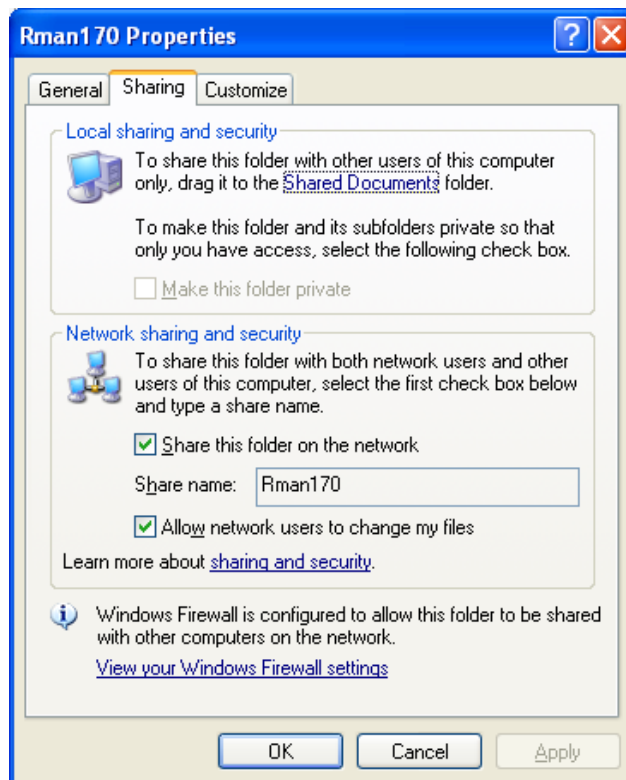 Rman170 Properties
General Sharing Customize
Local sharing and security
To share this folder with other users of this computer
only, drag it to the Shared Documents folder.
To make this folder and its subfolders private so that
only you have access, select the following check box.
Make this folder private
Network sharing and security
To share this folder with both network users and other
users of this computer, select the first check box below
and type a share name.
Share this folder on the network
Share name: Rman170
Allow network users to change my files
Learn more about sharing and security.
Windows Firewall is configured to allow this folder to be shared
with other computers on the network.
View your Windows Firewall settings
OK Cancel Apply